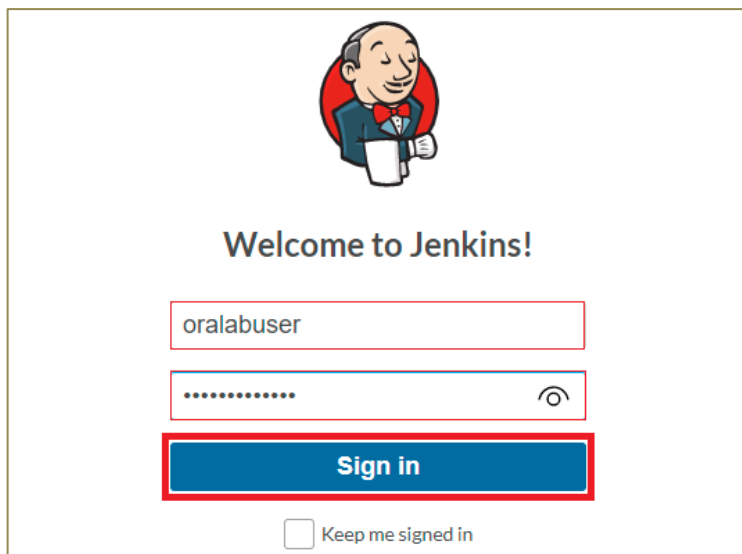 Welcome to Jenkins!
oralabuser
•••••••••••••
Sign in
Keep me signed in